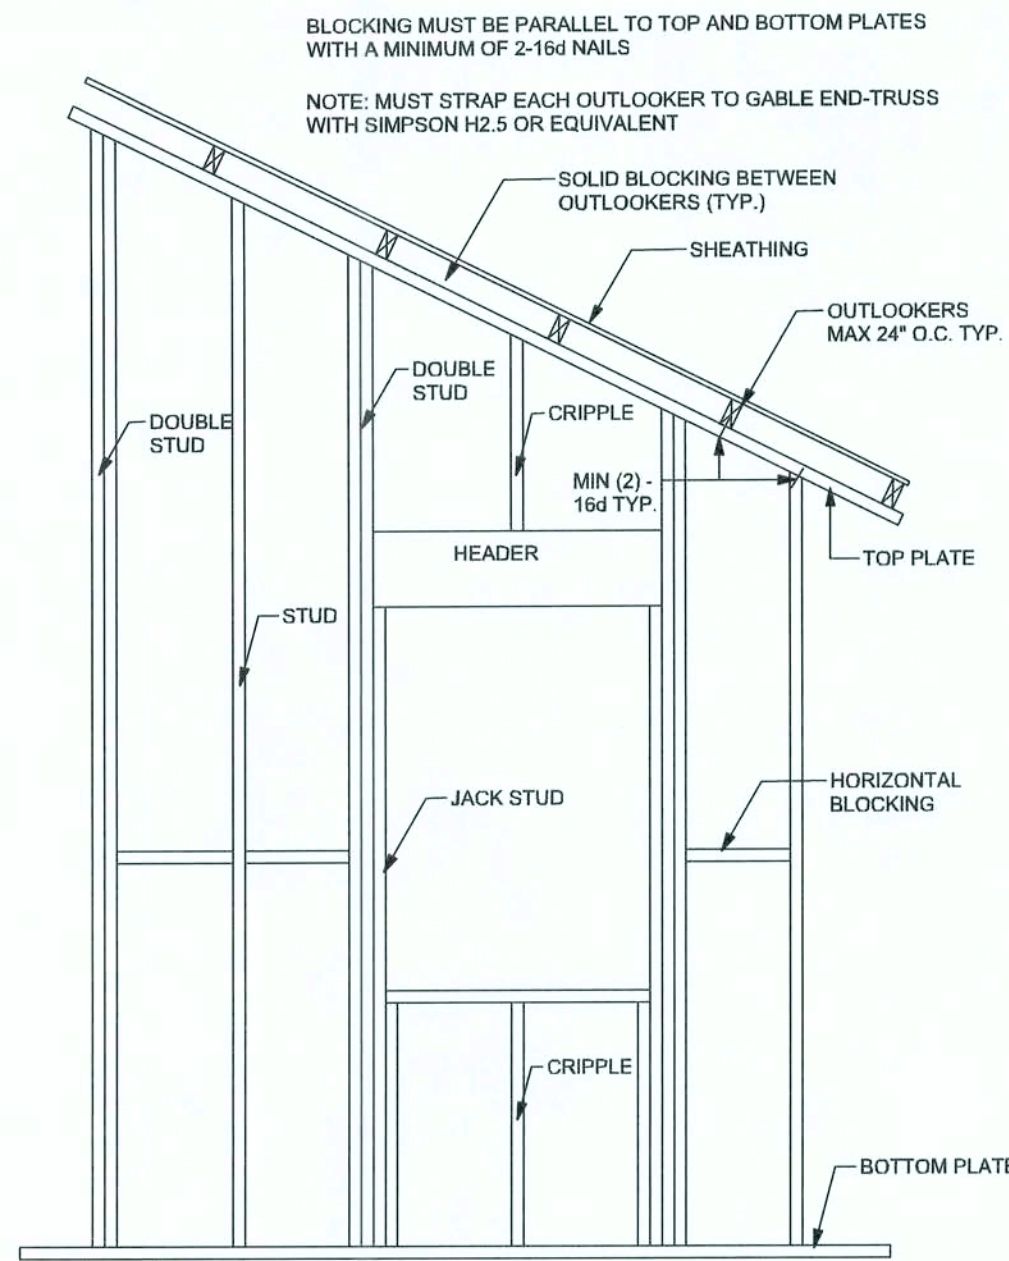 BLOCKING MUST BE PARALLEL TO TOP AND BOTTOM PLATES
WITH A MINIMUM OF 2-16d NAILS
NOTE: MUST STRAP EACH OUTLOOKER TO GABLE END-TRUSS
WITH SIMPSON H2.5 OR EQUIVALENT
SOLID BLOCKING BETWEEN
OUTLOOKERS (TYP.)
SHEATHING
OUTLOOKERS
MAX 24" O.C. TYP.
DOUBLE
STUD
DOUBLE
STUD
CRIPPLE
MIN (2) -
16d TYP.
HEADER
TOP PLATE
STUD
JACK STUD
HORIZONTAL
BLOCKING
CRIPPLE
BOTTOM PLATE